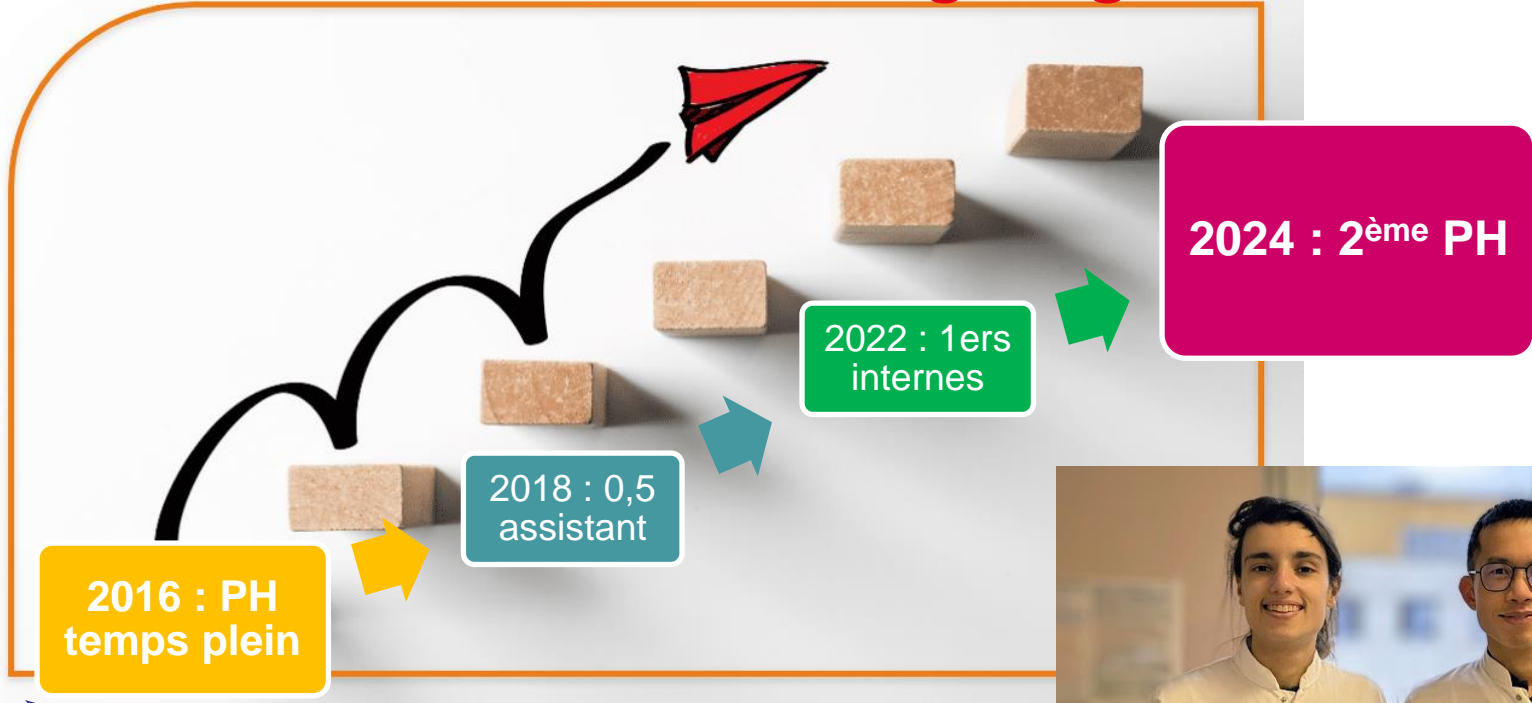 2016 : PH
temps plein
2018 : 0,5
assistant
2022 : 1ers
internes
2024 : 2ème PH